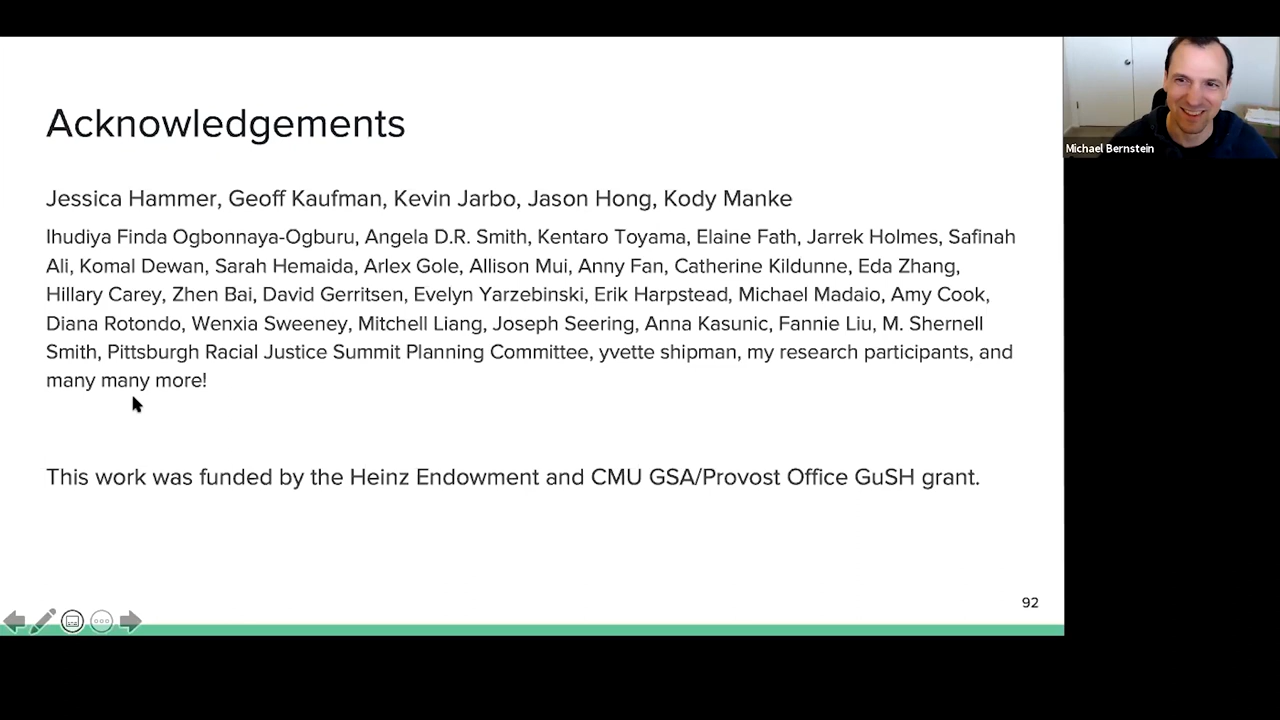 Acknowledgements
Jessica Hammer, Geoff Kaufman, Kevin Jarbo, Jason Hong, Kody Manke
Ihudiya Finda Ogbonnaya-Ogburu, Angela D.R. Smith, Kentaro Toyama, Elaine Fath, Jarrek Holmes, Safinah
Ali, Komal Dewan, Sarah Hemaida, Arlex Gole, Allison Mui, Anny Fan, Catherine Kildunne, Eda Zhang,
Hillary Carey, Zhen Bai, David Gerritsen, Evelyn Yarzebinski, Erik Harpstead, Michael Madaio, Amy Cook,
Diana Rotondo, Wenxia Sweeney, Mitchell Liang, Joseph Seering, Anna Kasunic, Fannie Liu, M. Shernell
Smith, Pittsburgh Racial Justice Summit Planning Committee, yvette shipman, my research participants, and
many many more!
This work was funded by the Heinz Endowment and CMU GSA/Provost Office GuSH grant.
92
Michael Bernstein